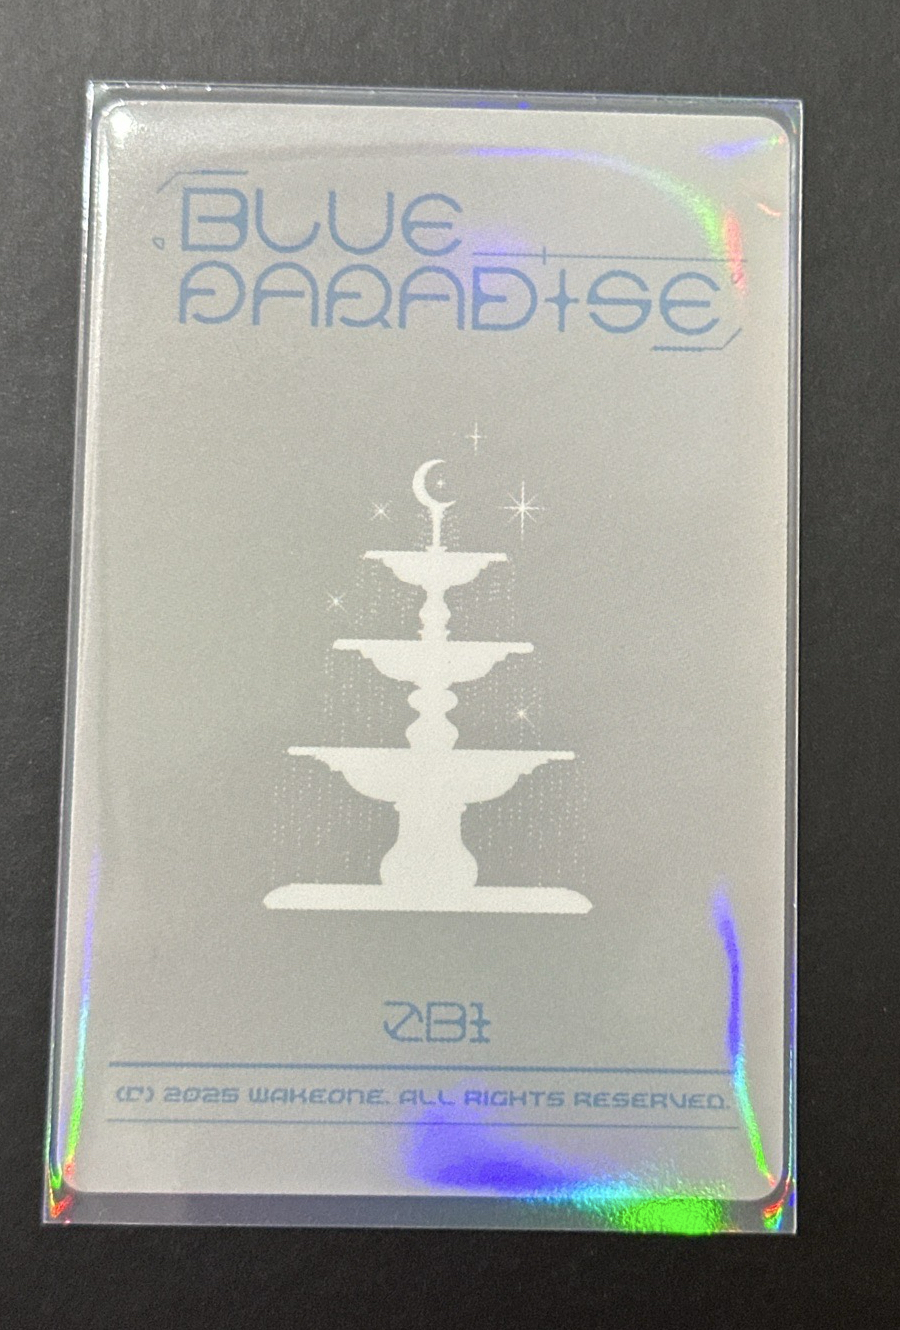 BLUE
PARADISE
ZB1
(C) 2025 WAKEONE. ALL RIGHTS RESERVED.